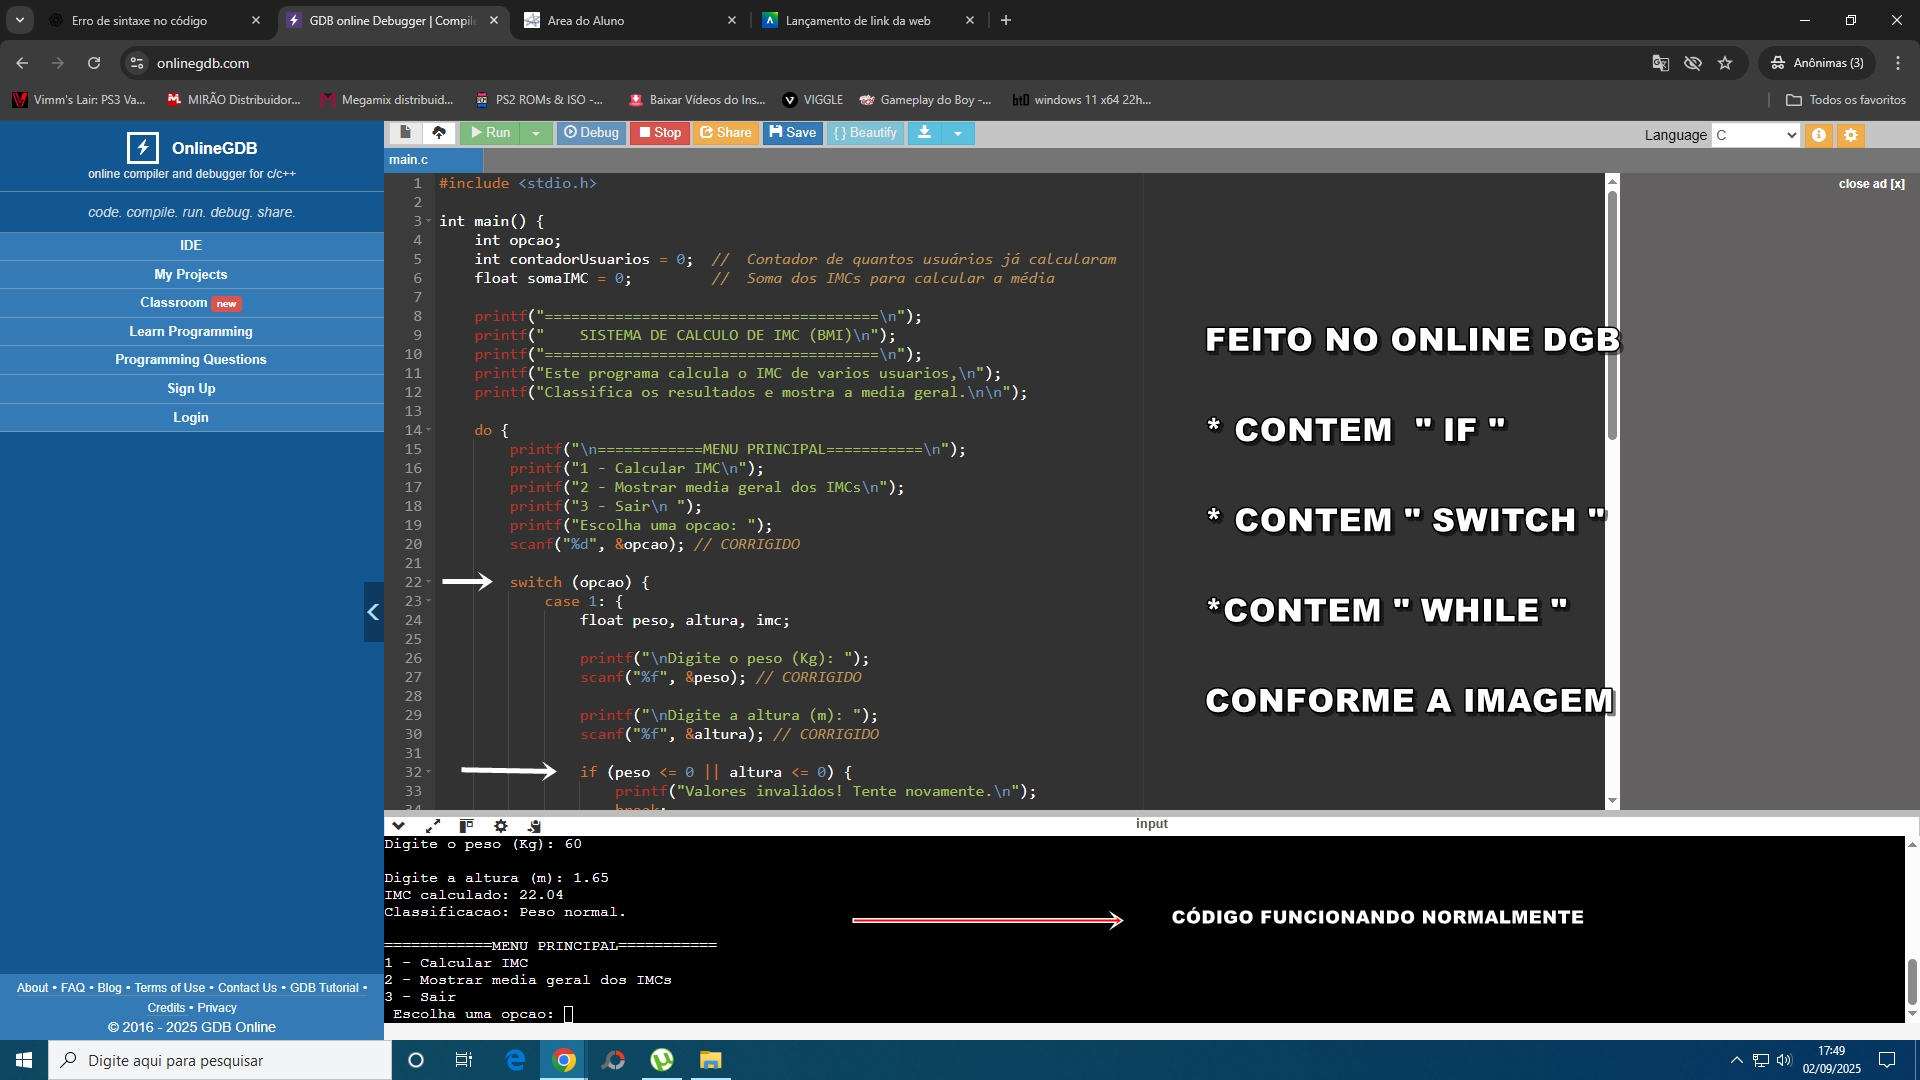 Erro de sintaxe no código
GDB online Debugger | Compile
Area do Aluno
Lançamento de link da web
onlinegdb.com
Anônimas (3)
Vimm's Lair: PS3 Va...
MIRÃO Distribuidor...
Megamix distribuid...
PS2 ROMs & ISO -...
Baixar Vídeos do Ins...
VIGGLE
Gameplay do Boy -...
windows 11 x64 22h...
Todos os favoritos
OnlineGDB
online compiler and debugger for c/c++
code. compile. run. debug. share.
IDE
My Projects
Classroom new
Learn Programming
Programming Questions
Sign Up
Login
About • FAQ • Blog • Terms of Use • Contact Us • GDB Tutorial •
Credits • Privacy
© 2016 - 2025 GDB Online
Run
Debug
Stop
Share
Save
{ } Beautify
Language C
main.c
close ad [x]
1 #include <stdio.h>
2
3 int main() {
4 int opcao;
5 int contadorUsuarios = 0; // Contador de quantos usuários já calcularam
6 float somaIMC = 0; // Soma dos IMCs para calcular a média
7
8 printf("======================================\n");
9 printf(" SISTEMA DE CALCULO DE IMC (BMI)\n");
10 printf("======================================\n");
11 printf("Este programa calcula o IMC de varios usuarios,\n");
12 printf("Classifica os resultados e mostra a media geral.\n\n");
13
14 do {
15 printf("\n============MENU PRINCIPAL===========\n");
16 printf("1 - Calcular IMC\n");
17 printf("2 - Mostrar media geral dos IMCs\n");
18 printf("3 - Sair\n ");
19 printf("Escolha uma opcao: ");
20 scanf("%d", &opcao); // CORRIGIDO
21
22 switch (opcao) {
23 case 1: {
24 float peso, altura, imc;
25
26 printf("\nDigite o peso (Kg): ");
27 scanf("%f", &peso); // CORRIGIDO
28
29 printf("\nDigite a altura (m): ");
30 scanf("%f", &altura); // CORRIGIDO
31
32 if (peso <= 0 || altura <= 0) {
33 printf("Valores invalidos! Tente novamente.\n");
34 break;
FEITO NO ONLINE DGB
* CONTEM " IF "
* CONTEM " SWITCH "
*CONTEM " WHILE "
CONFORME A IMAGEM
input
Digite o peso (Kg): 60
Digite a altura (m): 1.65
IMC calculado: 22.04
Classificacao: Peso normal.
============MENU PRINCIPAL===========
1 - Calcular IMC
2 - Mostrar media geral dos IMCs
3 - Sair
Escolha uma opcao:
CÓDIGO FUNCIONANDO NORMALMENTE
Digite aqui para pesquisar
17:49
02/09/2025